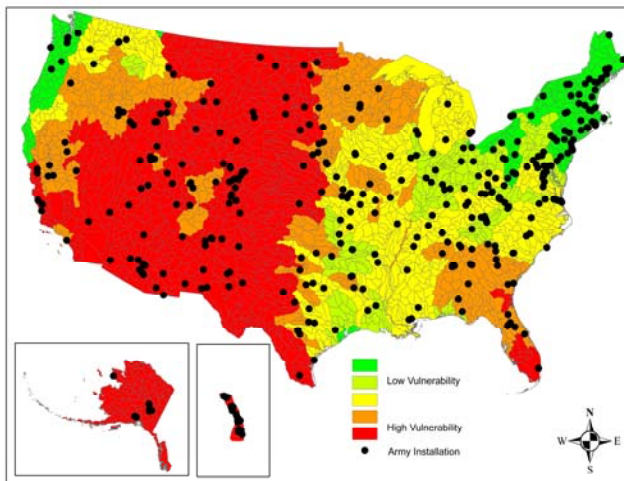 Low Vulnerability
High Vulnerability
Army Installation
N
W E
S